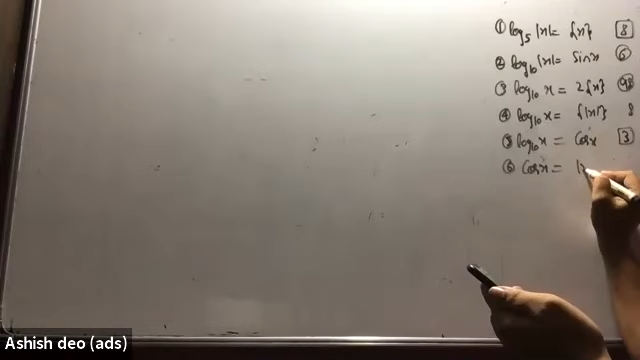 ① log₅ |x| = {x} 8
② log₁₀ |x| = sinx 6
③ log₁₀ x = 2{x}
④ log₁₀ x = {|x|} 8
⑤ log₁₀ x = cosx 3
⑥ cosx =
Ashish deo (ads)